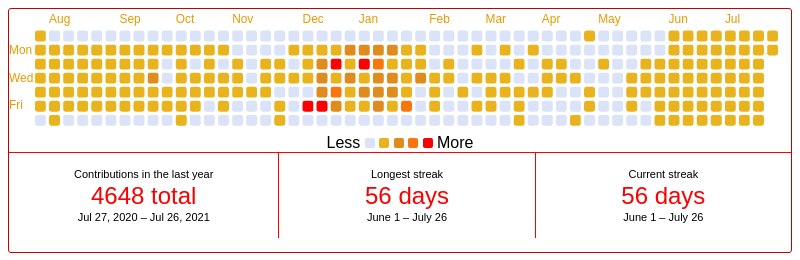 Aug Sep Oct Nov Dec Jan Feb Mar Apr May Jun Jul
Mon
Wed
Fri
Less More
Contributions in the last year
4648 total
Jul 27, 2020 – Jul 26, 2021
Longest streak
56 days
June 1 – July 26
Current streak
56 days
June 1 – July 26